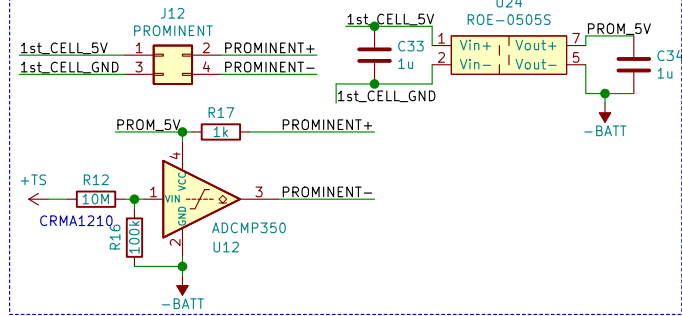 J12
PROMINENT
1st_CELL_5V 1 2 PROMINENT+
1st_CELL_GND 3 4 PROMINENT-
U24
ROE-0505S
1st_CELL_5V
C33
1u
1 Vin+ Vout+ 7
2 Vin- Vout- 5
PROM_5V
C34
1u
1st_CELL_GND
-BATT
R17
PROM_5V 1k PROMINENT+
4
VCC
+TS
R12
10M
1 VIN
3 PROMINENT-
CRMA1210
R16
100k
GND
2
ADCMP350
U12
-BATT